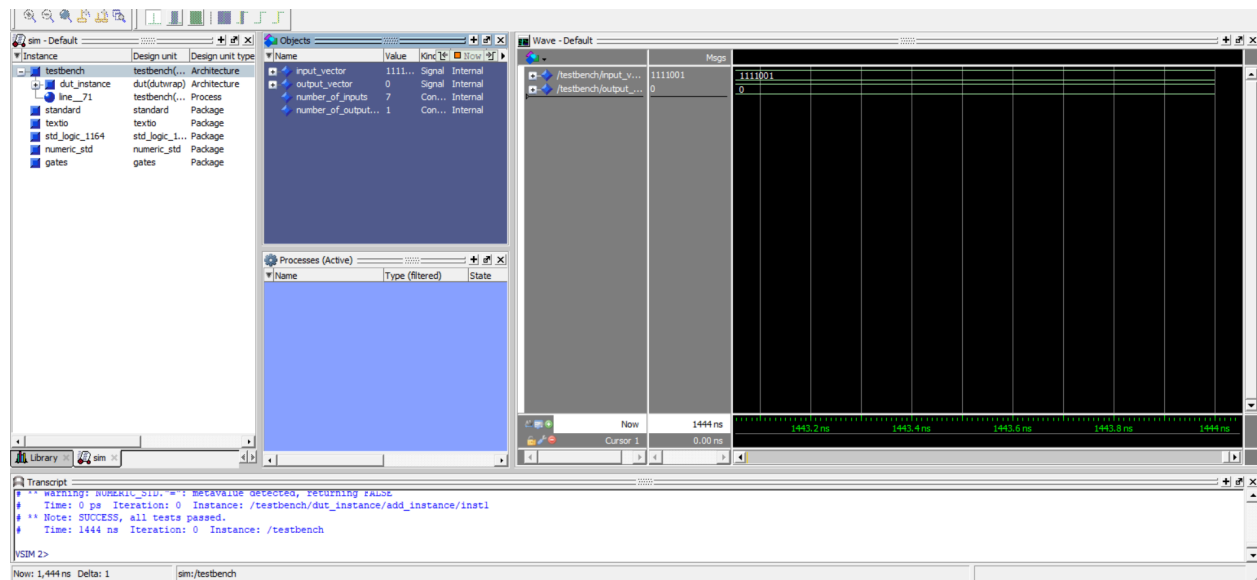 sim - Default
Instance Design unit Design unit type
testbench testbench(... Architecture
dut_instance dut(dutwrap) Architecture
line__71 testbench(... Process
standard standard Package
textio textio Package
std_logic_1164 std_logic_1... Package
numeric_std numeric_std Package
gates gates Package
Library
sim
Objects
Name Value Kind Now
input_vector 1111... Signal Internal
output_vector 0 Signal Internal
number_of_inputs 7 Con... Internal
number_of_output... 1 Con... Internal
Processes (Active)
Name Type (filtered) State
Wave - Default
Msgs
/testbench/input_v... 1111001 1111001
/testbench/output_... 0 0
Now 1444 ns
Cursor 1 0.00 ns
1443.2 ns 1443.4 ns 1443.6 ns 1443.8 ns 1444 ns
Transcript
# ** Warning: NUMERIC_STD."=": metavalue detected, returning FALSE
# Time: 0 ps Iteration: 0 Instance: /testbench/dut_instance/add_instance/inst1
# ** Note: SUCCESS, all tests passed.
# Time: 1444 ns Iteration: 0 Instance: /testbench
VSIM 2>
Now: 1,444 ns Delta: 1 sim:/testbench